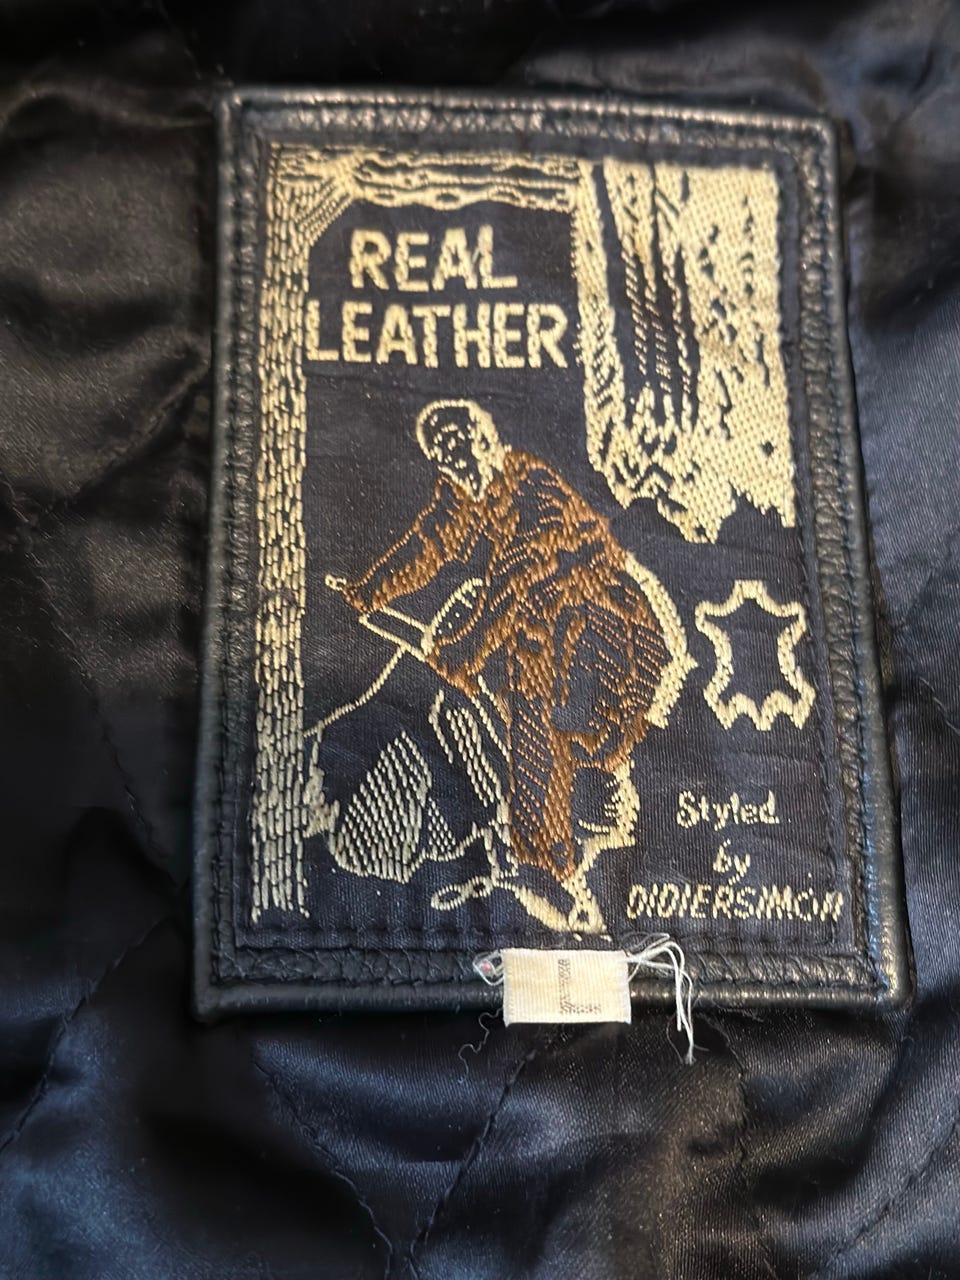 REAL
LEATHER
Styled
by
DIDIERSIMON
L